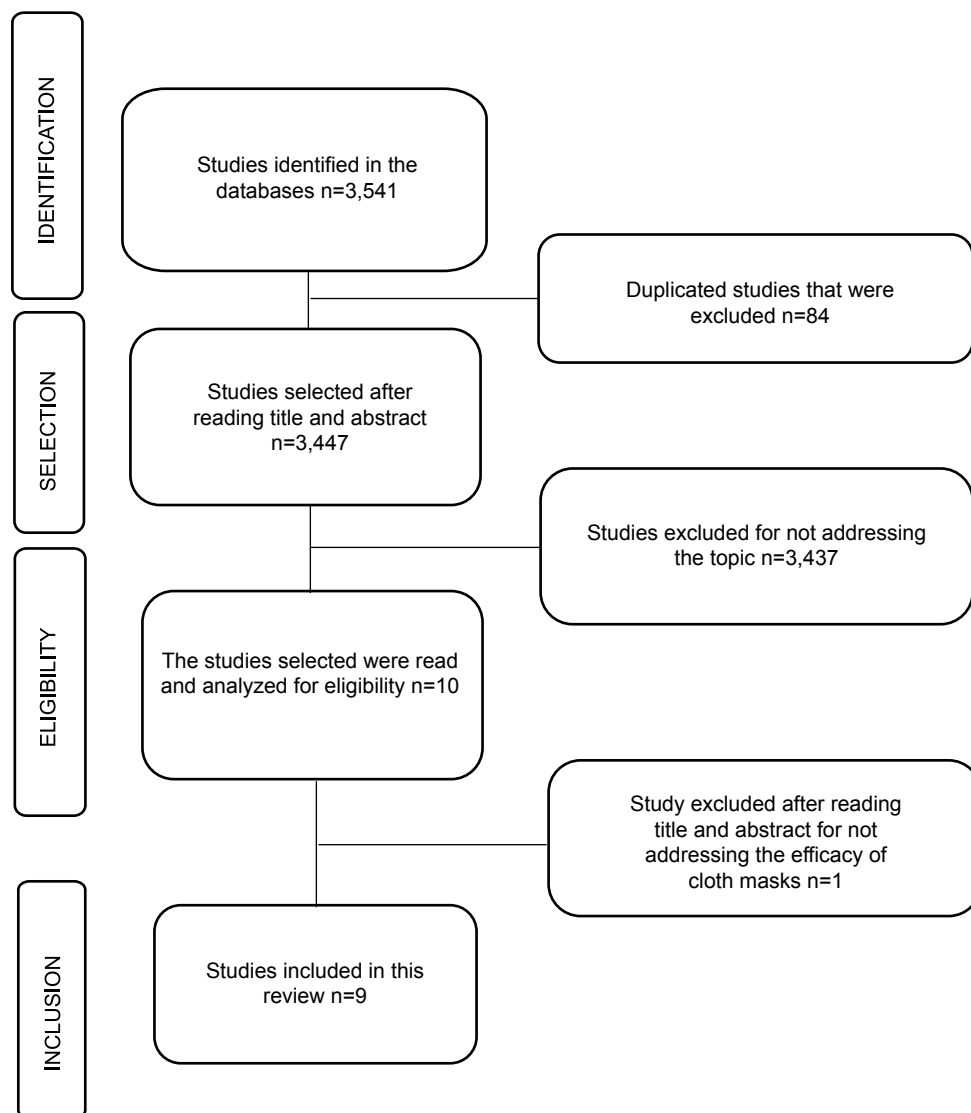 IDENTIFICATION
Studies identified in the
databases n=3,541
Duplicated studies that were
excluded n=84
SELECTION
Studies selected after
reading title and abstract
n=3,447
Studies excluded for not addressing
the topic n=3,437
ELIGIBILITY
The studies selected were read
and analyzed for eligibility n=10
Study excluded after reading
title and abstract for not
addressing the efficacy of
cloth masks n=1
INCLUSION
Studies included in this
review n=9